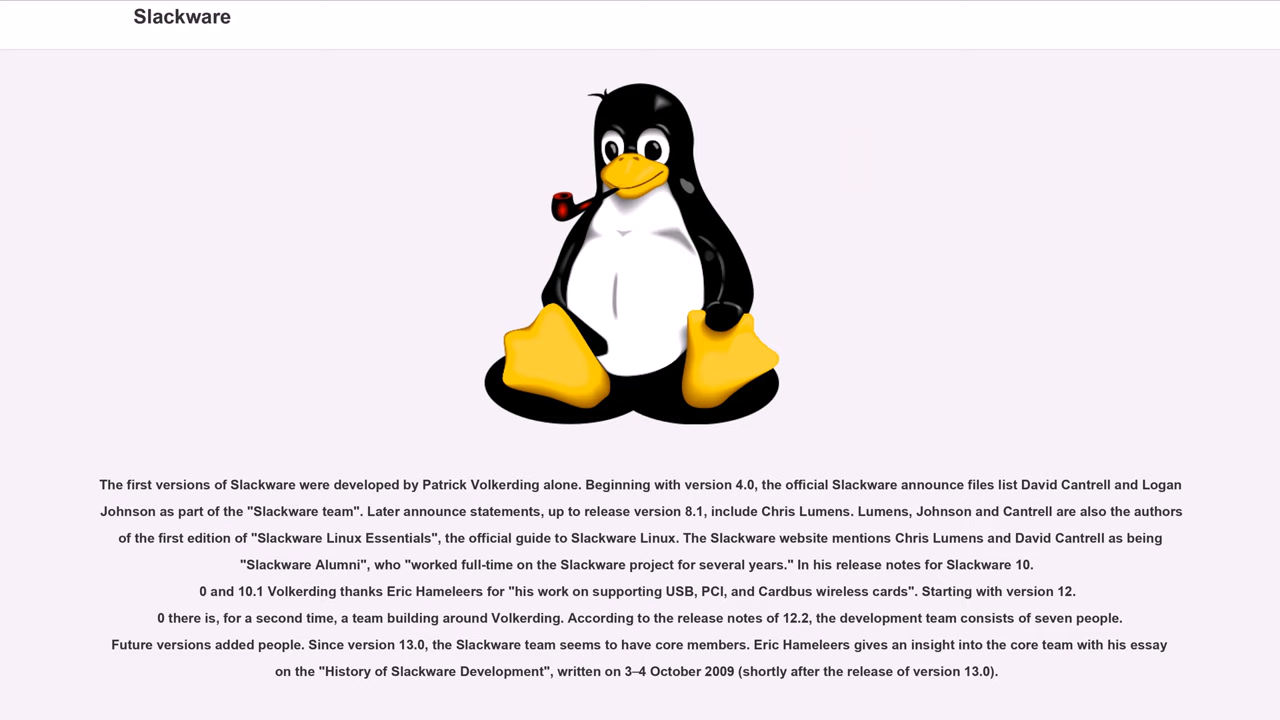 Slackware
The first versions of Slackware were developed by Patrick Volkerding alone. Beginning with version 4.0, the official Slackware announce files list David Cantrell and Logan
Johnson as part of the "Slackware team". Later announce statements, up to release version 8.1, include Chris Lumens. Lumens, Johnson and Cantrell are also the authors
of the first edition of "Slackware Linux Essentials", the official guide to Slackware Linux. The Slackware website mentions Chris Lumens and David Cantrell as being
"Slackware Alumni", who "worked full-time on the Slackware project for several years." In his release notes for Slackware 10.
0 and 10.1 Volkerding thanks Eric Hameleers for "his work on supporting USB, PCI, and Cardbus wireless cards". Starting with version 12.
0 there is, for a second time, a team building around Volkerding. According to the release notes of 12.2, the development team consists of seven people.
Future versions added people. Since version 13.0, the Slackware team seems to have core members. Eric Hameleers gives an insight into the core team with his essay
on the "History of Slackware Development", written on 3–4 October 2009 (shortly after the release of version 13.0).